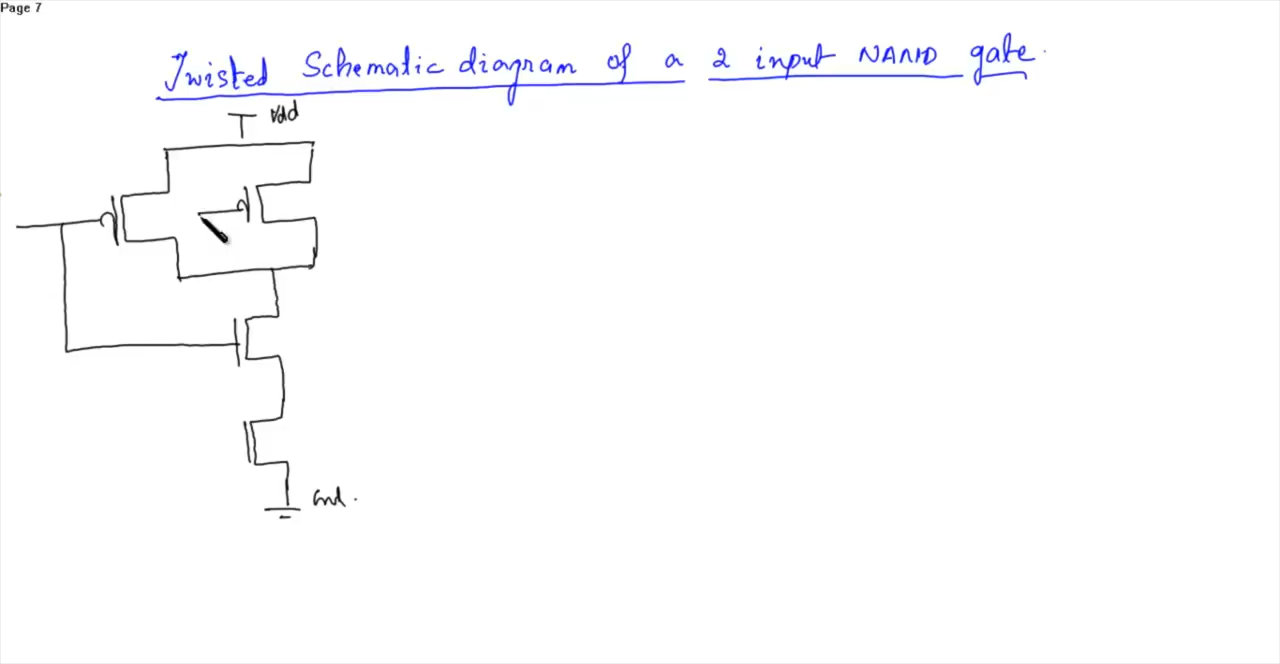 Page 7
Twisted Schematic diagram of a 2 input NAND gate.
Vdd
Gnd.